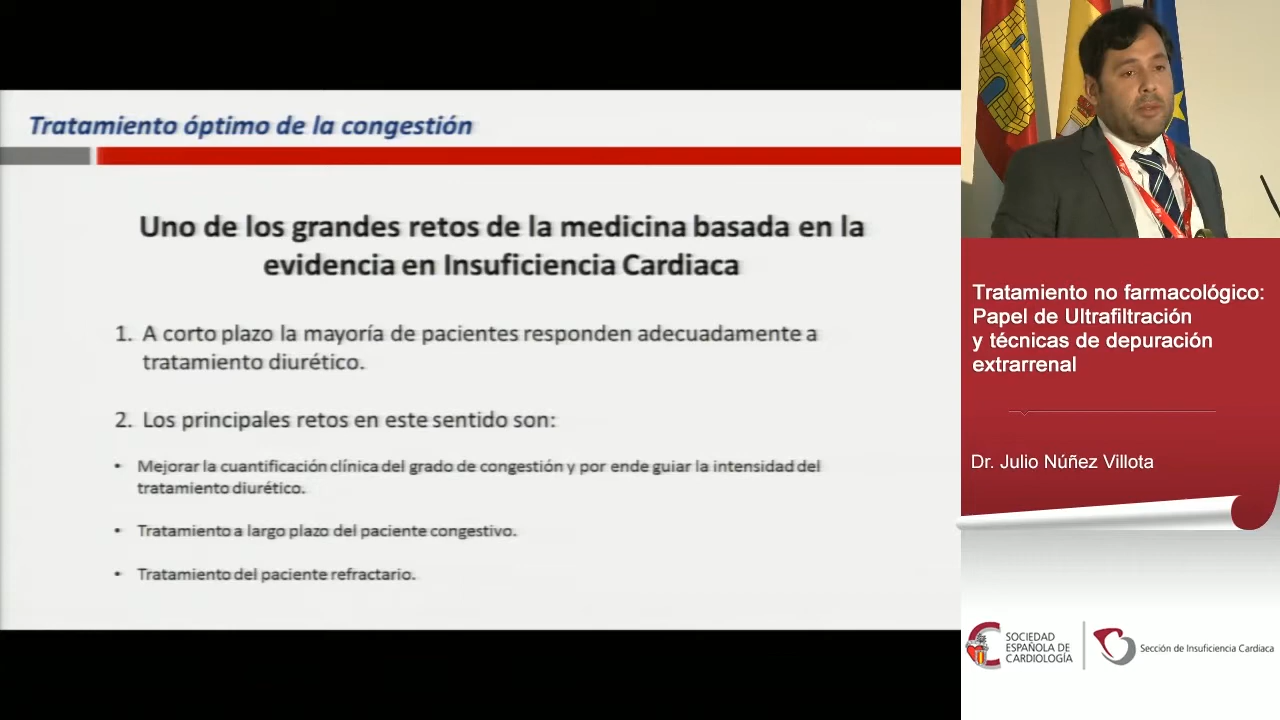 Tratamiento óptimo de la congestión
Uno de los grandes retos de la medicina basada en la
evidencia en Insuficiencia Cardiaca
1. A corto plazo la mayoría de pacientes responden adecuadamente a
tratamiento diurético.
2. Los principales retos en este sentido son:
• Mejorar la cuantificación clínica del grado de congestión y por ende guiar la intensidad del
tratamiento diurético.
• Tratamiento a largo plazo del paciente congestivo.
• Tratamiento del paciente refractario.
Tratamiento no farmacológico:
Papel de Ultrafiltración
y técnicas de depuración
extrarrenal
Dr. Julio Núñez Villota
SOCIEDAD
ESPAÑOLA DE
CARDIOLOGÍA
Sección de Insuficiencia Cardiaca